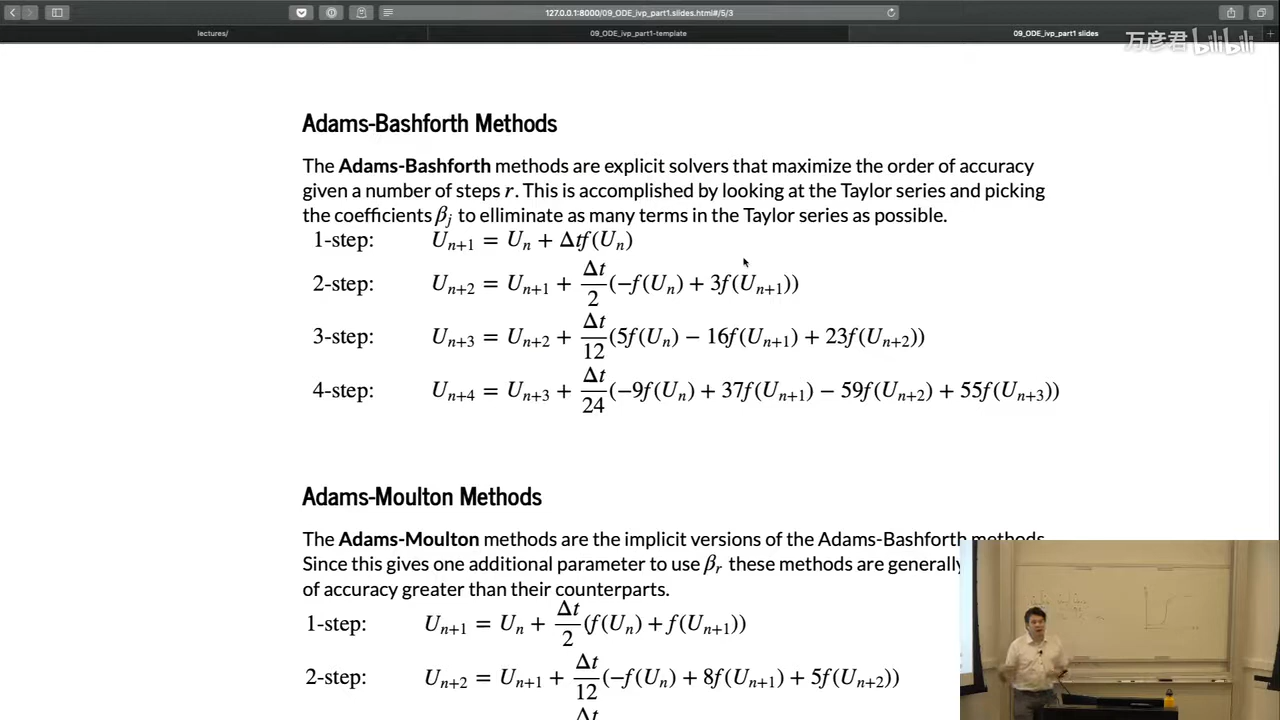 127.0.0.1:8000/09_ODE_ivp_part1.slides.html#/5/3
lectures/
09_ODE_ivp_part1-template
09_ODE_ivp_part1 slides
万彦君 bilibili
Adams-Bashforth Methods
The Adams-Bashforth methods are explicit solvers that maximize the order of accuracy
given a number of steps r. This is accomplished by looking at the Taylor series and picking
the coefficients β_j to elliminate as many terms in the Taylor series as possible.
1-step: U_{n+1} = U_n + Δtf(U_n)
2-step: U_{n+2} = U_{n+1} + \frac{Δt}{2}(−f(U_n) + 3f(U_{n+1}))
3-step: U_{n+3} = U_{n+2} + \frac{Δt}{12}(5f(U_n) − 16f(U_{n+1}) + 23f(U_{n+2}))
4-step: U_{n+4} = U_{n+3} + \frac{Δt}{24}(−9f(U_n) + 37f(U_{n+1}) − 59f(U_{n+2}) + 55f(U_{n+3}))
Adams-Moulton Methods
The Adams-Moulton methods are the implicit versions of the Adams-Bashforth methods.
Since this gives one additional parameter to use β_r these methods are generally
of accuracy greater than their counterparts.
1-step: U_{n+1} = U_n + \frac{Δt}{2}(f(U_n) + f(U_{n+1}))
2-step: U_{n+2} = U_{n+1} + \frac{Δt}{12}(−f(U_n) + 8f(U_{n+1}) + 5f(U_{n+2}))
Δt